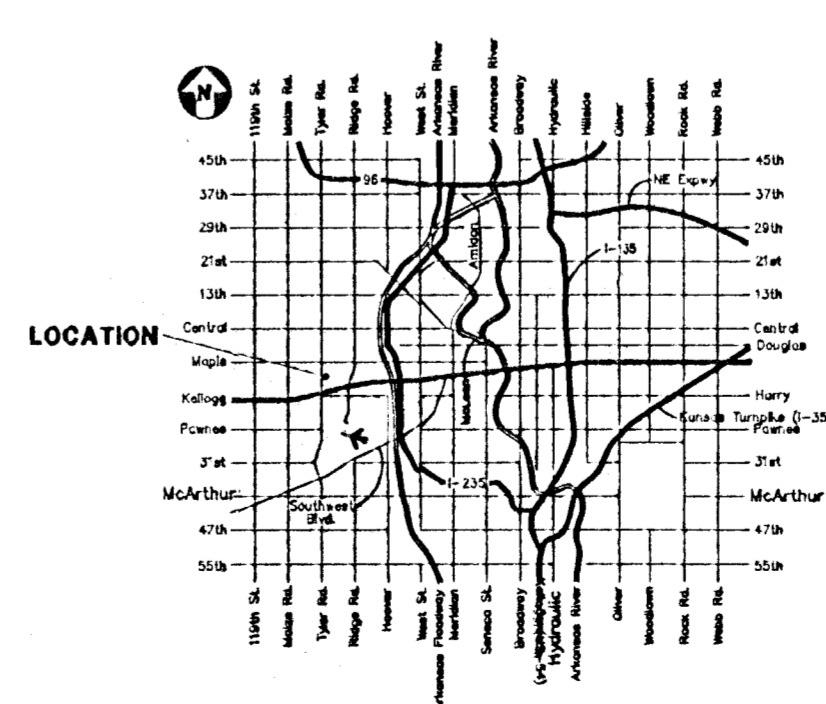 N
119th St.
Maize Rd.
Tyler Rd.
Ridge Rd.
Hoover
West St.
Arkansas River
Meridian
Arkansas River
Broadway
Hydraulic
Hillside
Oliver
Woodlawn
Rock Rd.
Webb Rd.
45th
37th
29th
21st
13th
Central
Maple
Kellogg
Pawnee
31st
McArthur
47th
55th
LOCATION
96
NE Expwy
I-135
Amidon
McLean
I-235
Southwest
Blvd.
45th
37th
29th
21st
13th
Central
Douglas
Harry
Kansas Turnpike (I-35
Pawnee
31st
McArthur
47th
55th
119th St.
Maize Rd.
Tyler Rd.
Ridge Rd.
Hoover
West St.
Arkansas Floodway
Meridian
Seneca St.
Broadway
Hydraulic
Arkansas River
Oliver
Woodlawn
Rock Rd.
Webb Rd.